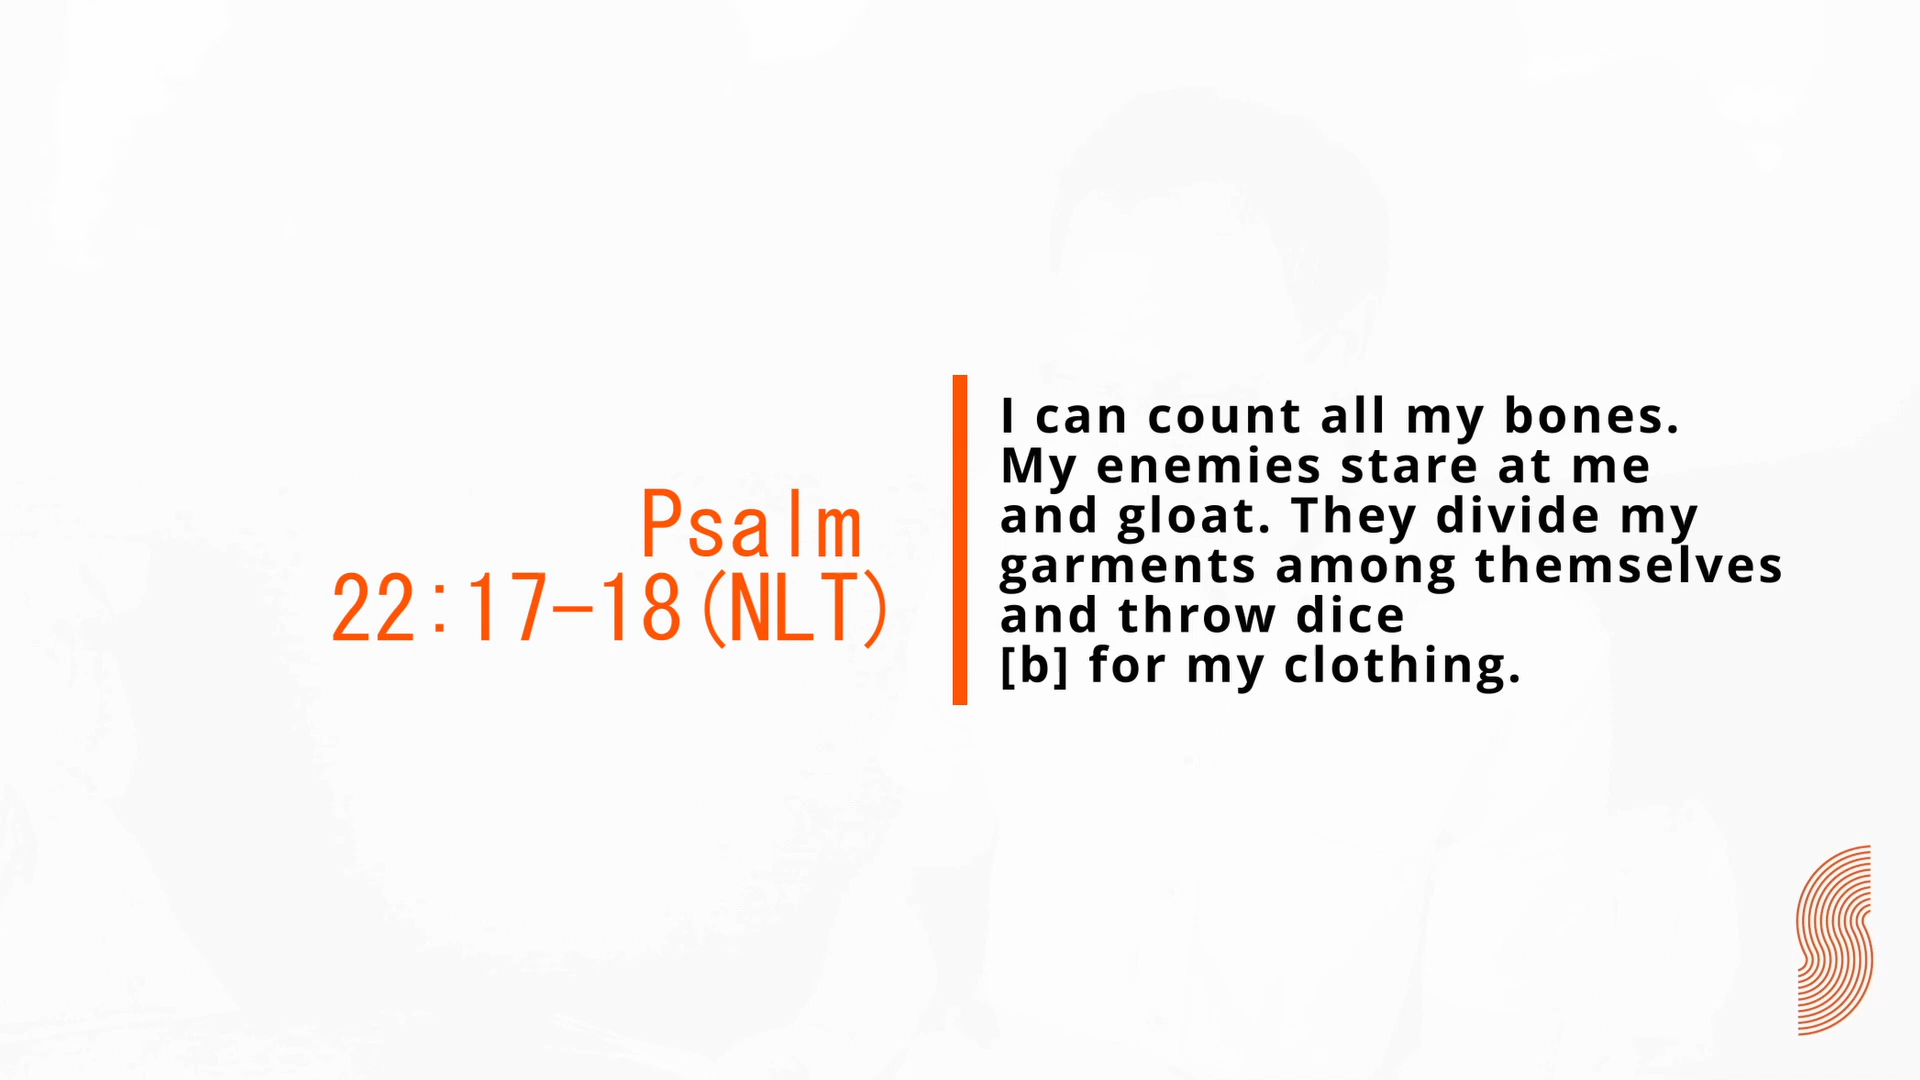 Psalm
22:17–18(NLT)
I can count all my bones.
My enemies stare at me
and gloat. They divide my
garments among themselves
and throw dice
[b] for my clothing.